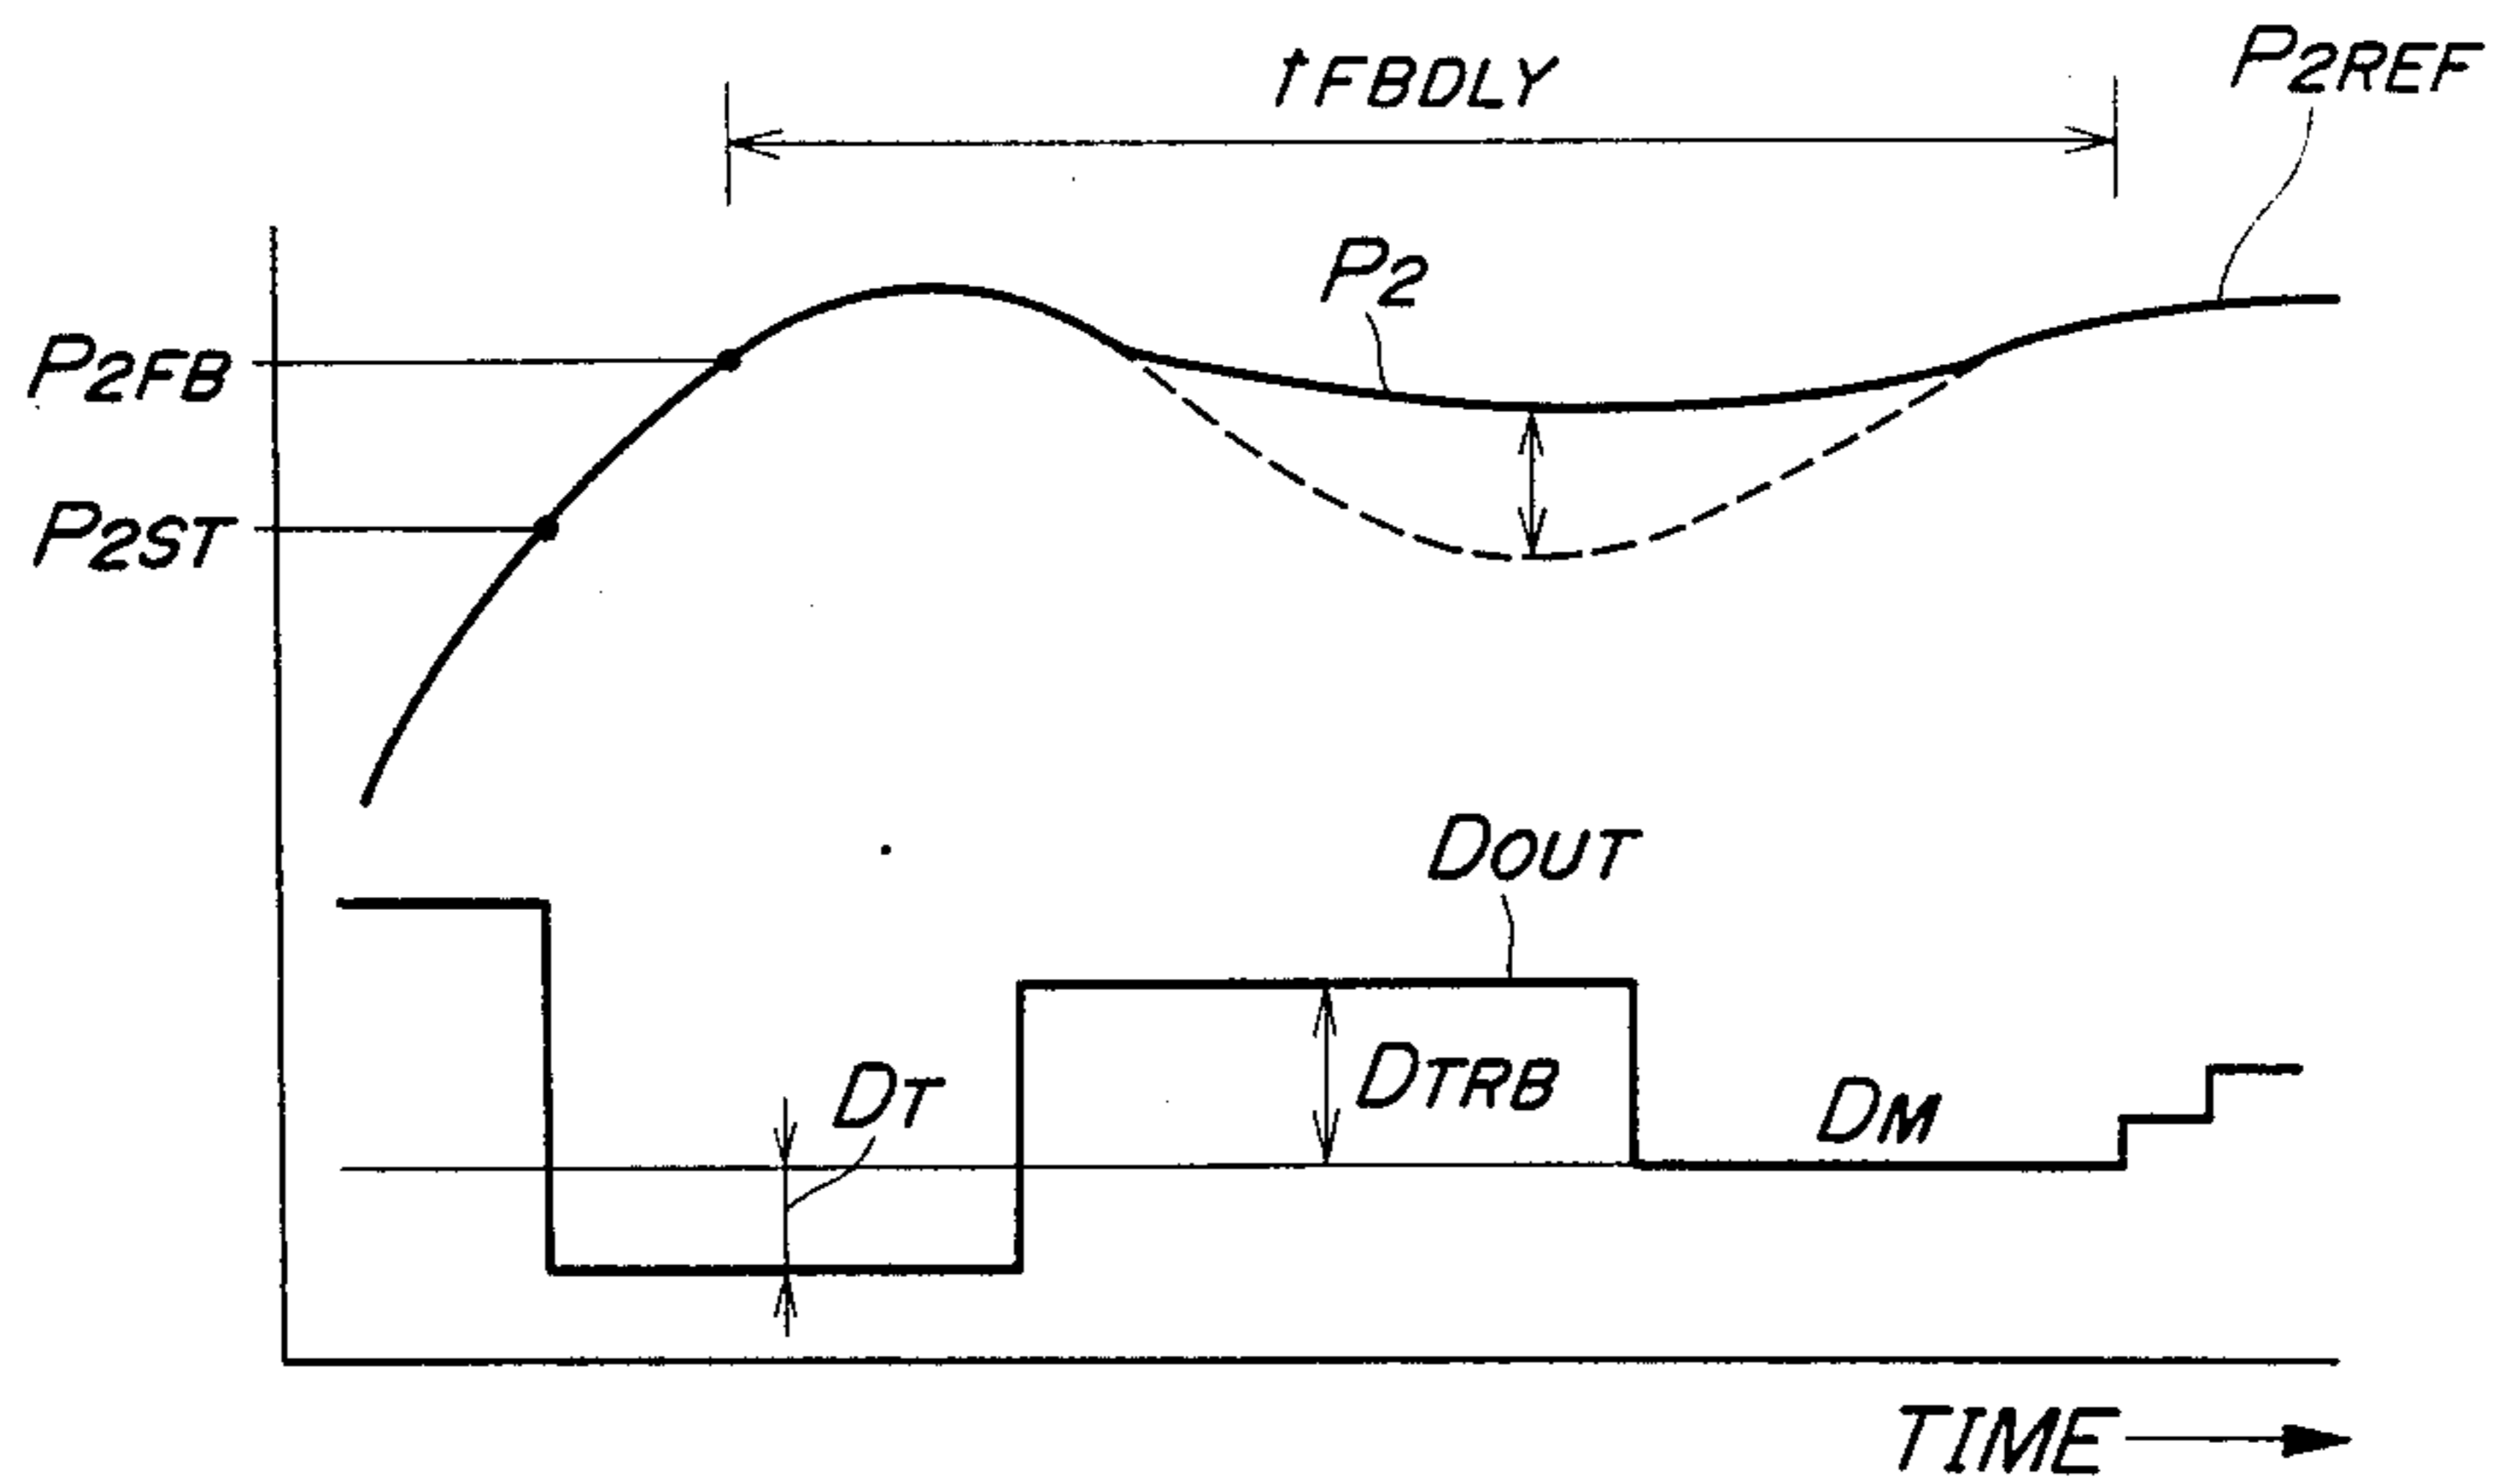 tFBDLY
P2REF
P2
P2FB
P2ST
DOUT
DT
DTRB
DM
TIME